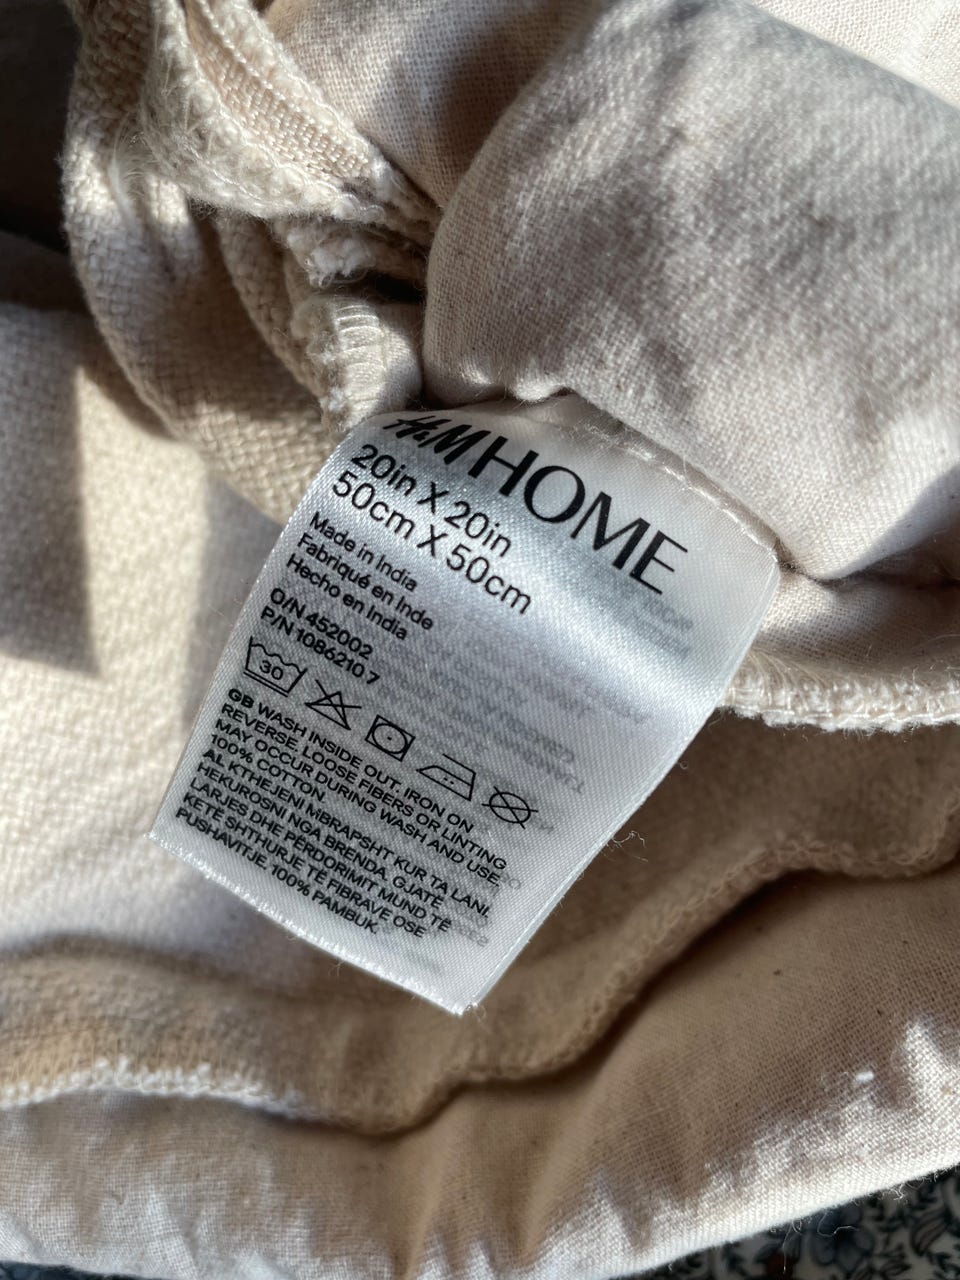 H&M HOME
20in X 20in
50cm X 50cm
Made in India
Fabriqué en Inde
Hecho en India
O/N 452002
P/N 1086210 7
30
GB WASH INSIDE OUT. IRON ON
REVERSE. LOOSE FIBERS OR LINTING
MAY OCCUR DURING WASH AND USE.
100% COTTON
AL KTHEJENI MBRAPSHT KUR TA LANI.
HEKUROSNI NGA BRENDA. GJATË
LARJES DHE PËRDORIMIT MUND TË
KETË SHTHURJE TË FIBRAVE OSE
PUSHAVITJE. 100% PAMBUK